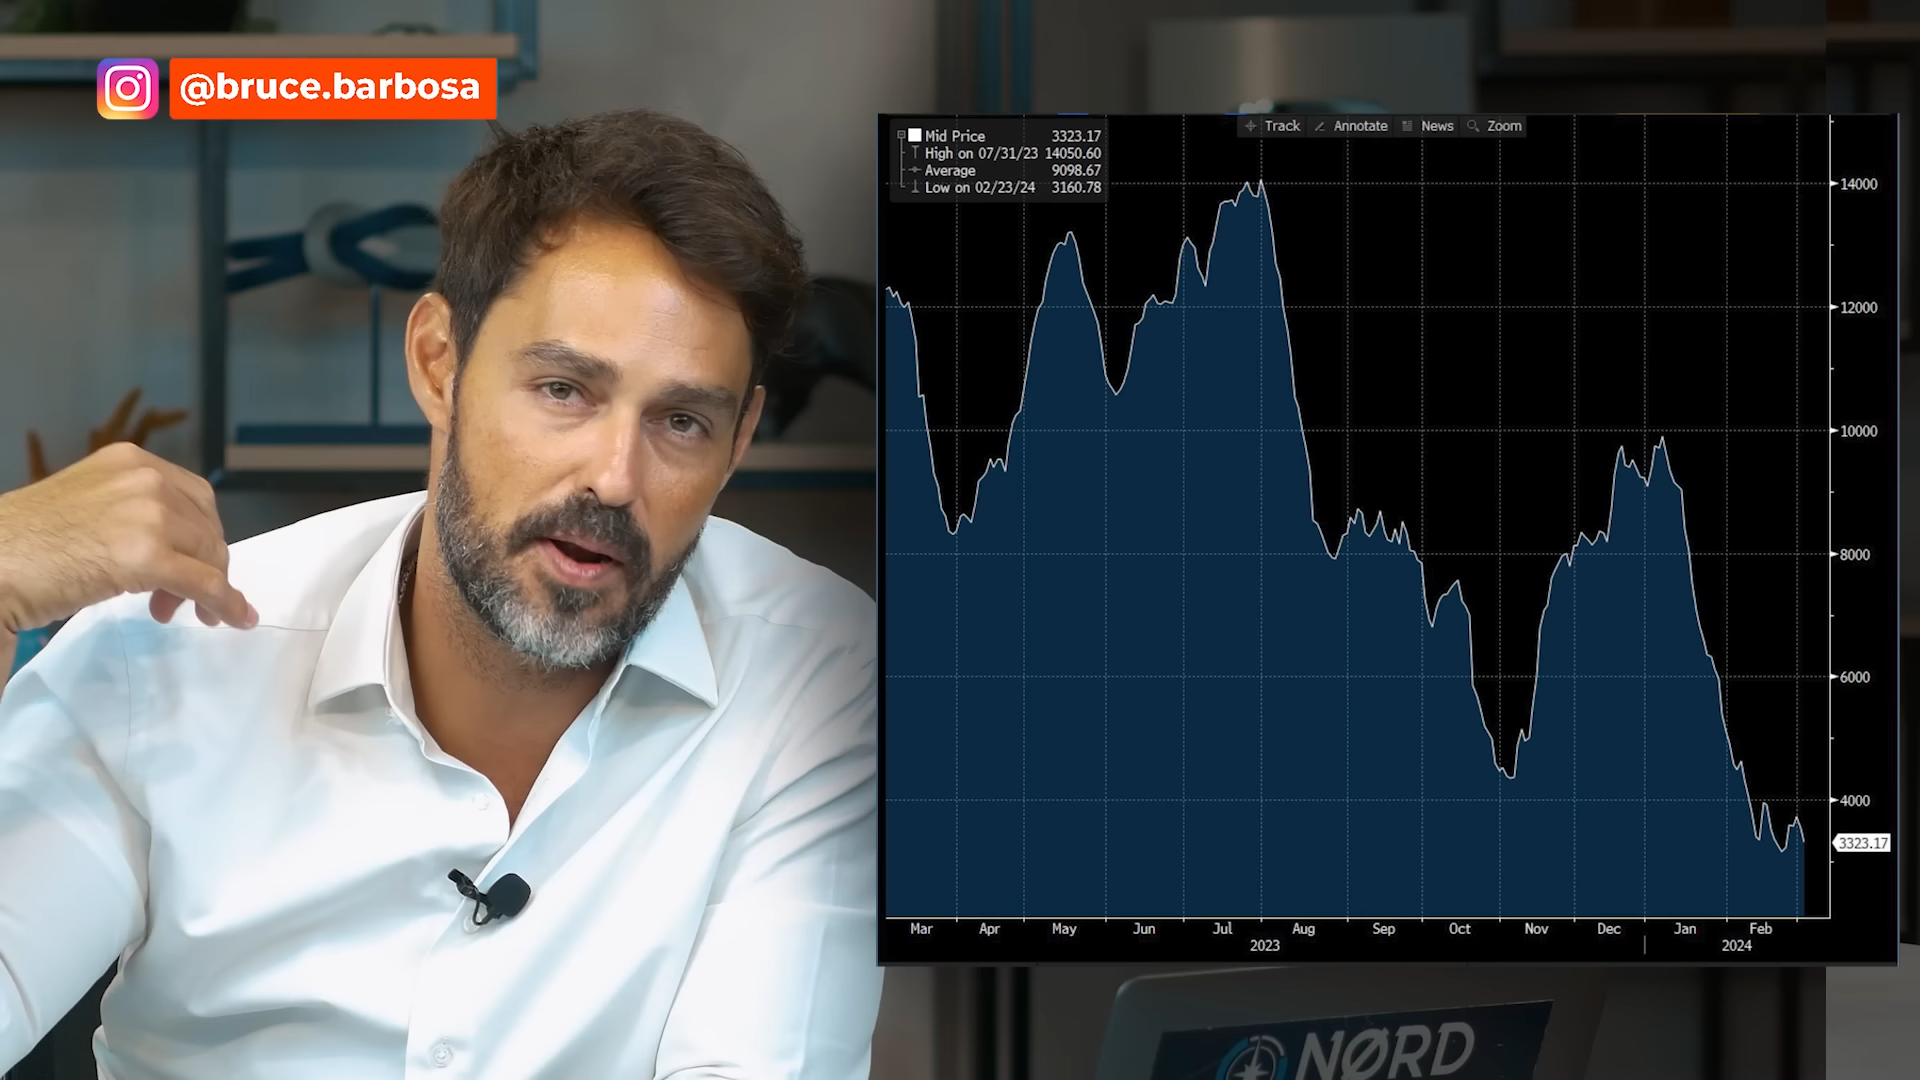 @bruce.barbosa
Mid Price 3323.17
High on 07/31/23 14050.60
Average 9098.67
Low on 02/23/24 3160.78
Track Annotate News Zoom
14000
12000
10000
8000
6000
4000
3323.17
Mar Apr May Jun Jul Aug Sep Oct Nov Dec Jan Feb
2023 2024
NØRD